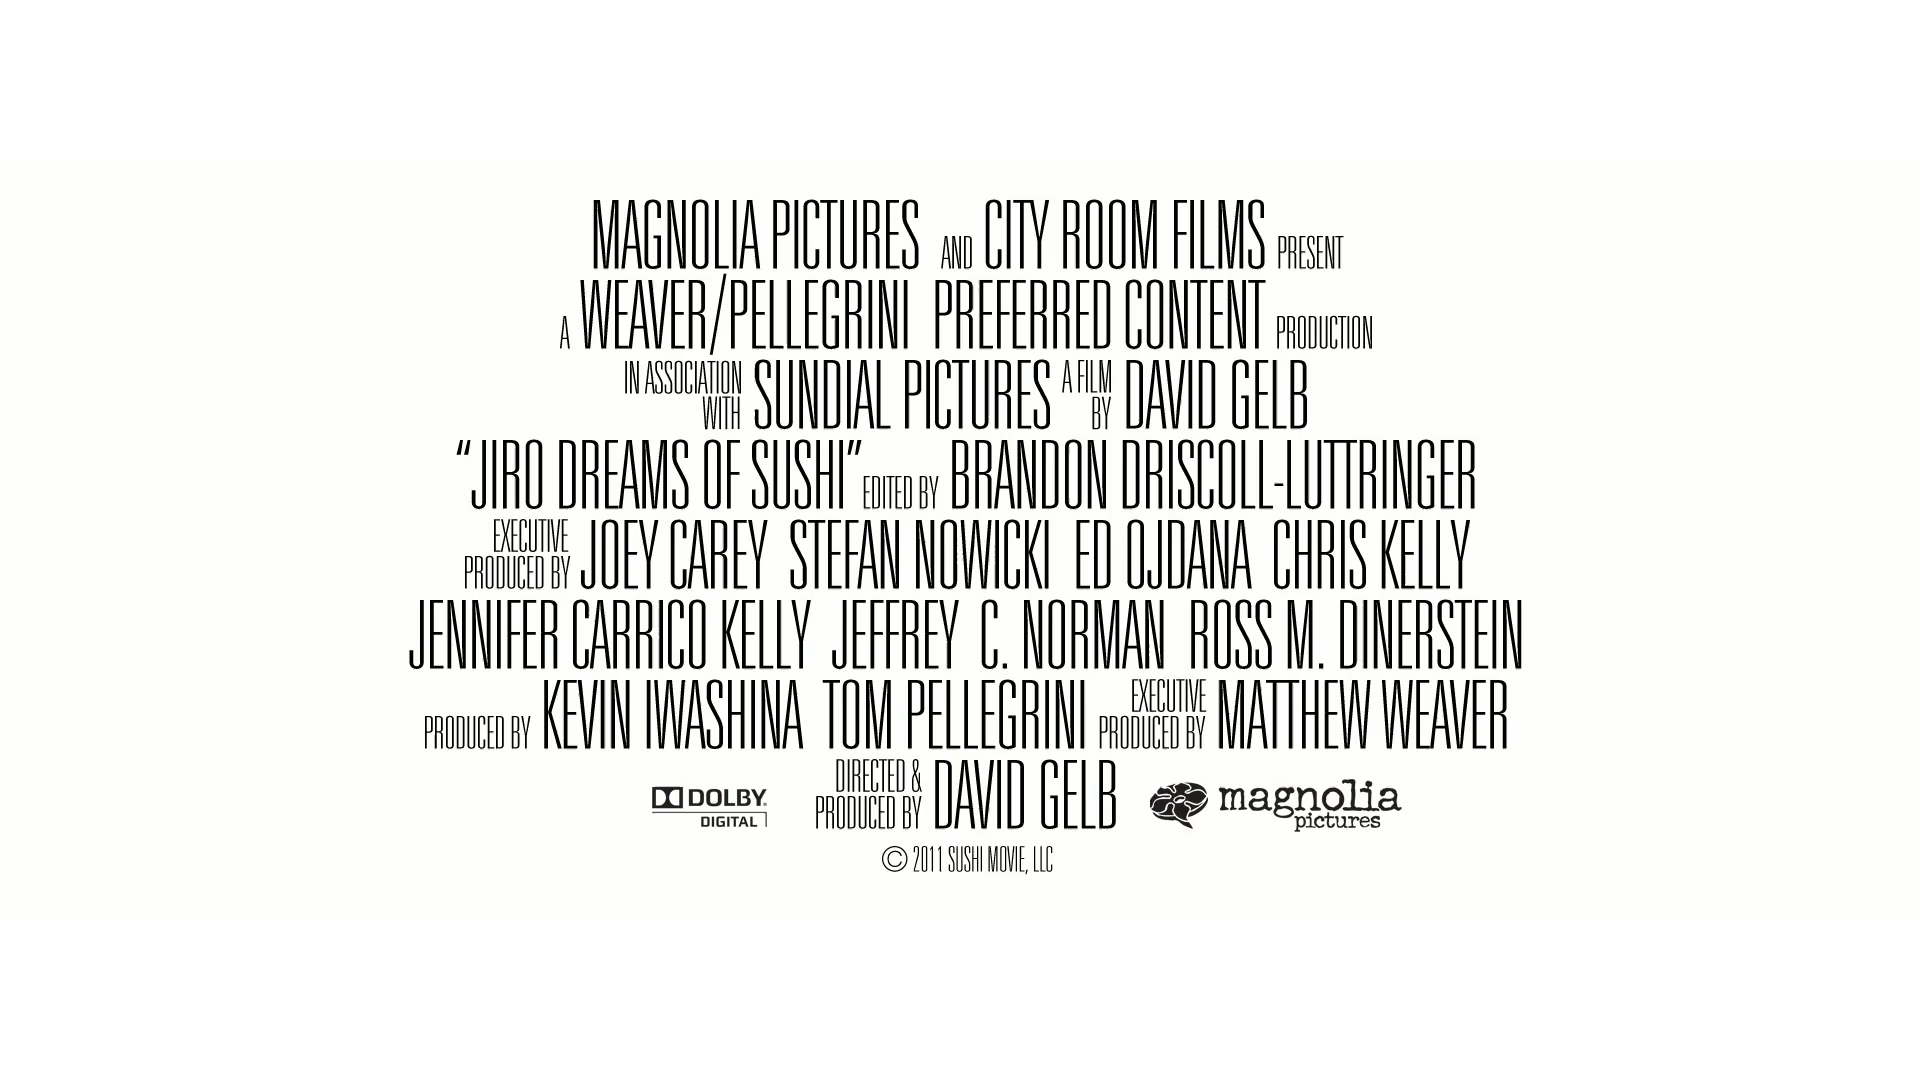 MAGNOLIA PICTURES AND CITY ROOM FILMS PRESENT
A WEAVER/PELLEGRINI PREFERRED CONTENT PRODUCTION
IN ASSOCIATION WITH SUNDIAL PICTURES A FILM BY DAVID GELB
“JIRO DREAMS OF SUSHI” EDITED BY BRANDON DRISCOLL-LUTTRINGER
EXECUTIVE PRODUCED BY JOEY CAREY STEFAN NOWICKI ED OJDANA CHRIS KELLY
JENNIFER CARRICO KELLY JEFFREY C. NORMAN ROSS M. DINERSTEIN
PRODUCED BY KEVIN IWASHINA TOM PELLEGRINI EXECUTIVE PRODUCED BY MATTHEW WEAVER
DOLBY DIGITAL DIRECTED & PRODUCED BY DAVID GELB magnolia pictures
© 2011 SUSHI MOVIE, LLC